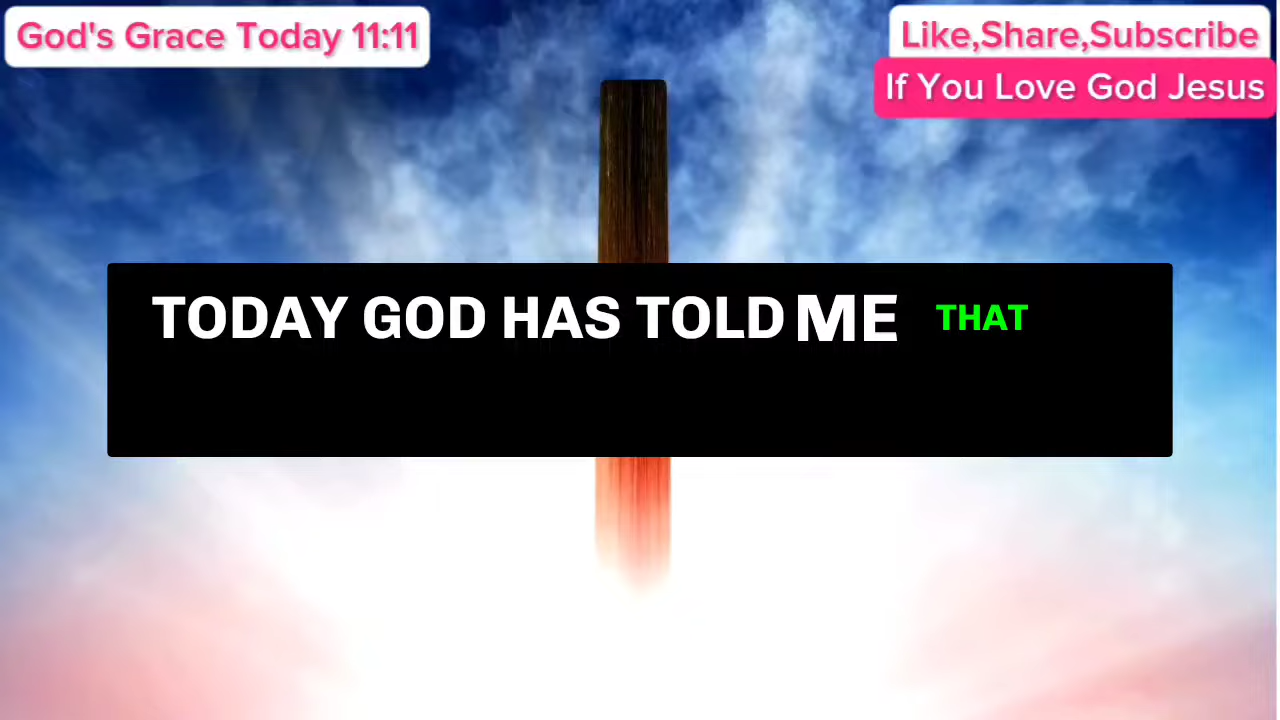 God's Grace Today 11:11
Like,Share,Subscribe
If You Love God Jesus
TODAY GOD HAS TOLD ME THAT